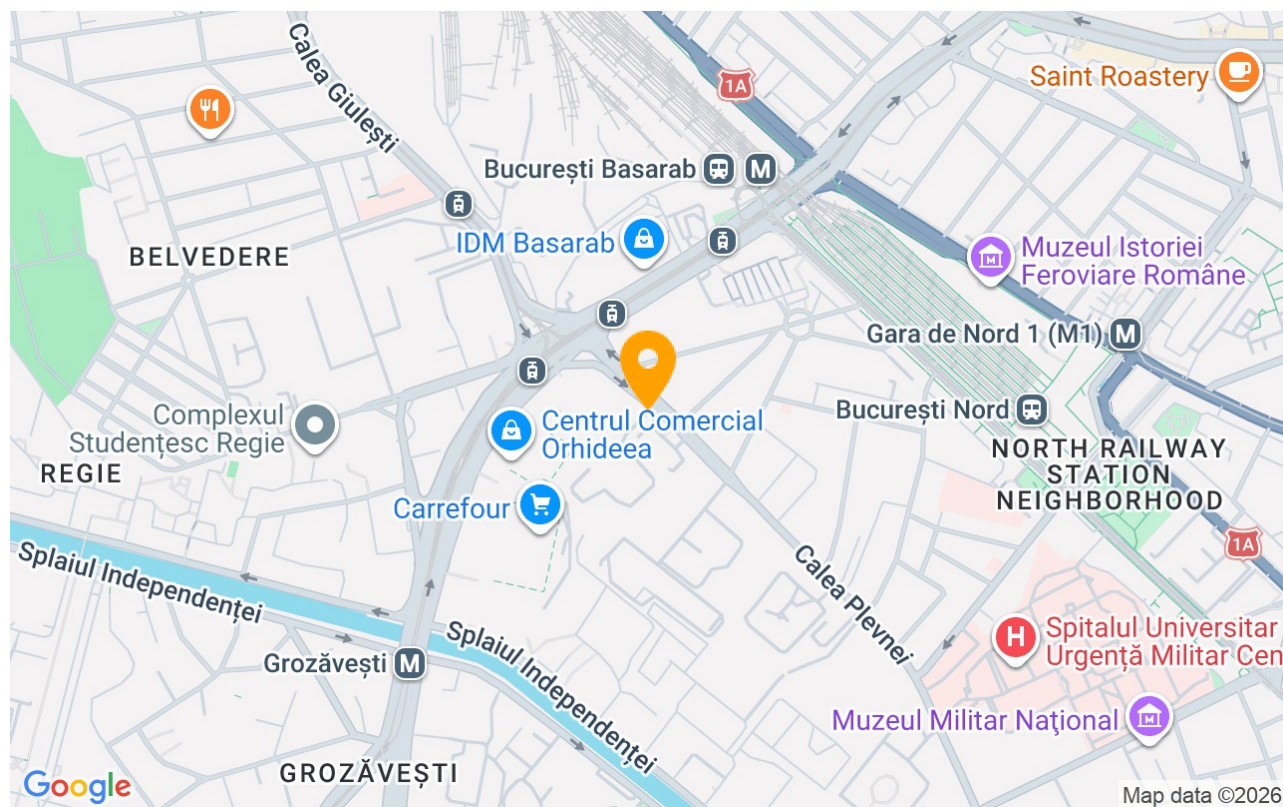 Calea Giulești
1A
Saint Roastery
București Basarab
M
IDM Basarab
BELVEDERE
Muzeul Istoriei
Feroviare Române
Gara de Nord 1 (M1)
M
București Nord
Complexul
Studențesc Regie
Centrul Comercial
Orhideea
REGIE
NORTH RAILWAY
STATION
NEIGHBORHOOD
Carrefour
1A
Splaiul Independenței
Calea Plevnei
H
Spitalul Universitar
Urgență Militar Cen
Splaiul Independenței
Grozăvești
M
Muzeul Militar Național
M
GROZĂVEȘTI
Google
Map data ©2026